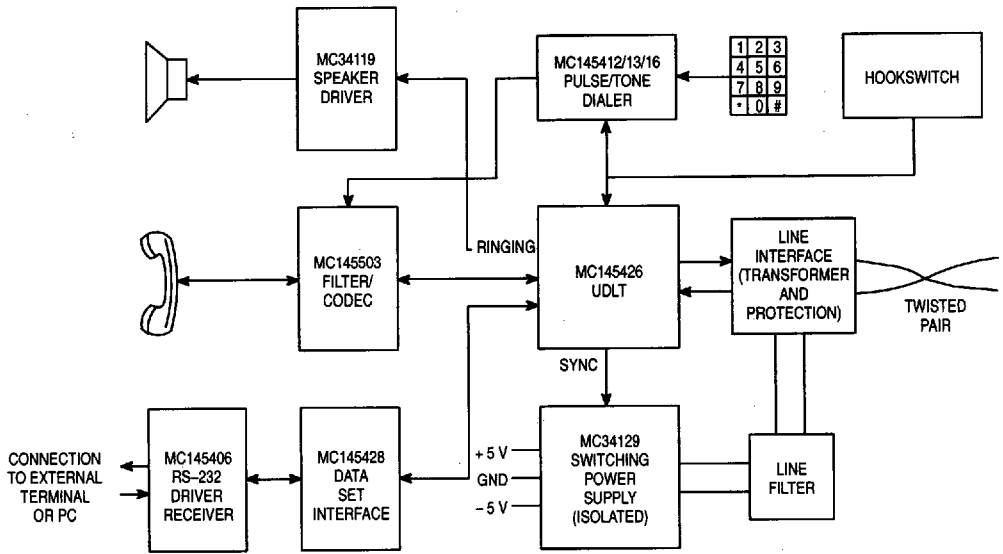 MC34119
SPEAKER
DRIVER
MC145412/13/16
PULSE/TONE
DIALER
1 2 3
4 5 6
7 8 9
* 0 #
HOOKSWITCH
RINGING
MC145503
FILTER/
CODEC
MC145426
UDLT
LINE
INTERFACE
(TRANSFORMER
AND
PROTECTION)
TWISTED
PAIR
SYNC
CONNECTION
TO EXTERNAL
TERMINAL
OR PC
MC145406
RS–232
DRIVER
RECEIVER
MC145428
DATA
SET
INTERFACE
+ 5 V
GND
– 5 V
MC34129
SWITCHING
POWER
SUPPLY
(ISOLATED)
LINE
FILTER